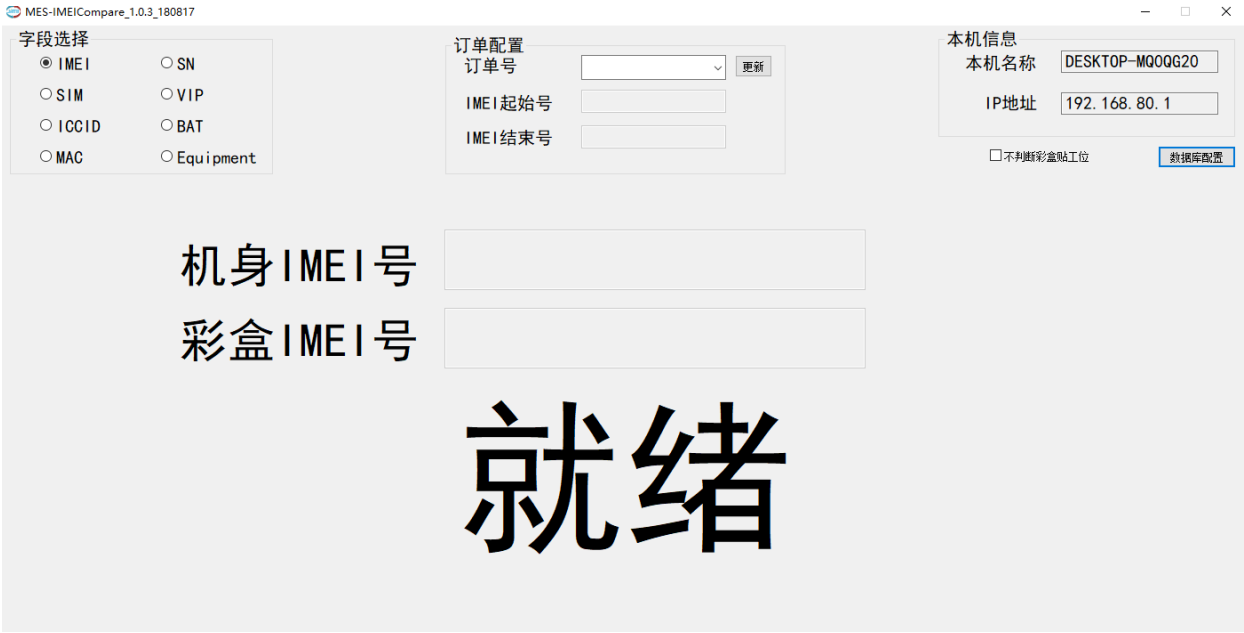 MES-IMEICompare_1.0.3_180817
字段选择
IMEI
SN
SIM
VIP
ICCID
BAT
MAC
Equipment
订单配置
订单号
更新
IMEI起始号
IMEI结束号
本机信息
本机名称 DESKTOP-MQOQG20
IP地址 192.168.80.1
不判断彩盒贴工位
数据库配置
机身IMEI号
彩盒IMEI号
就绪